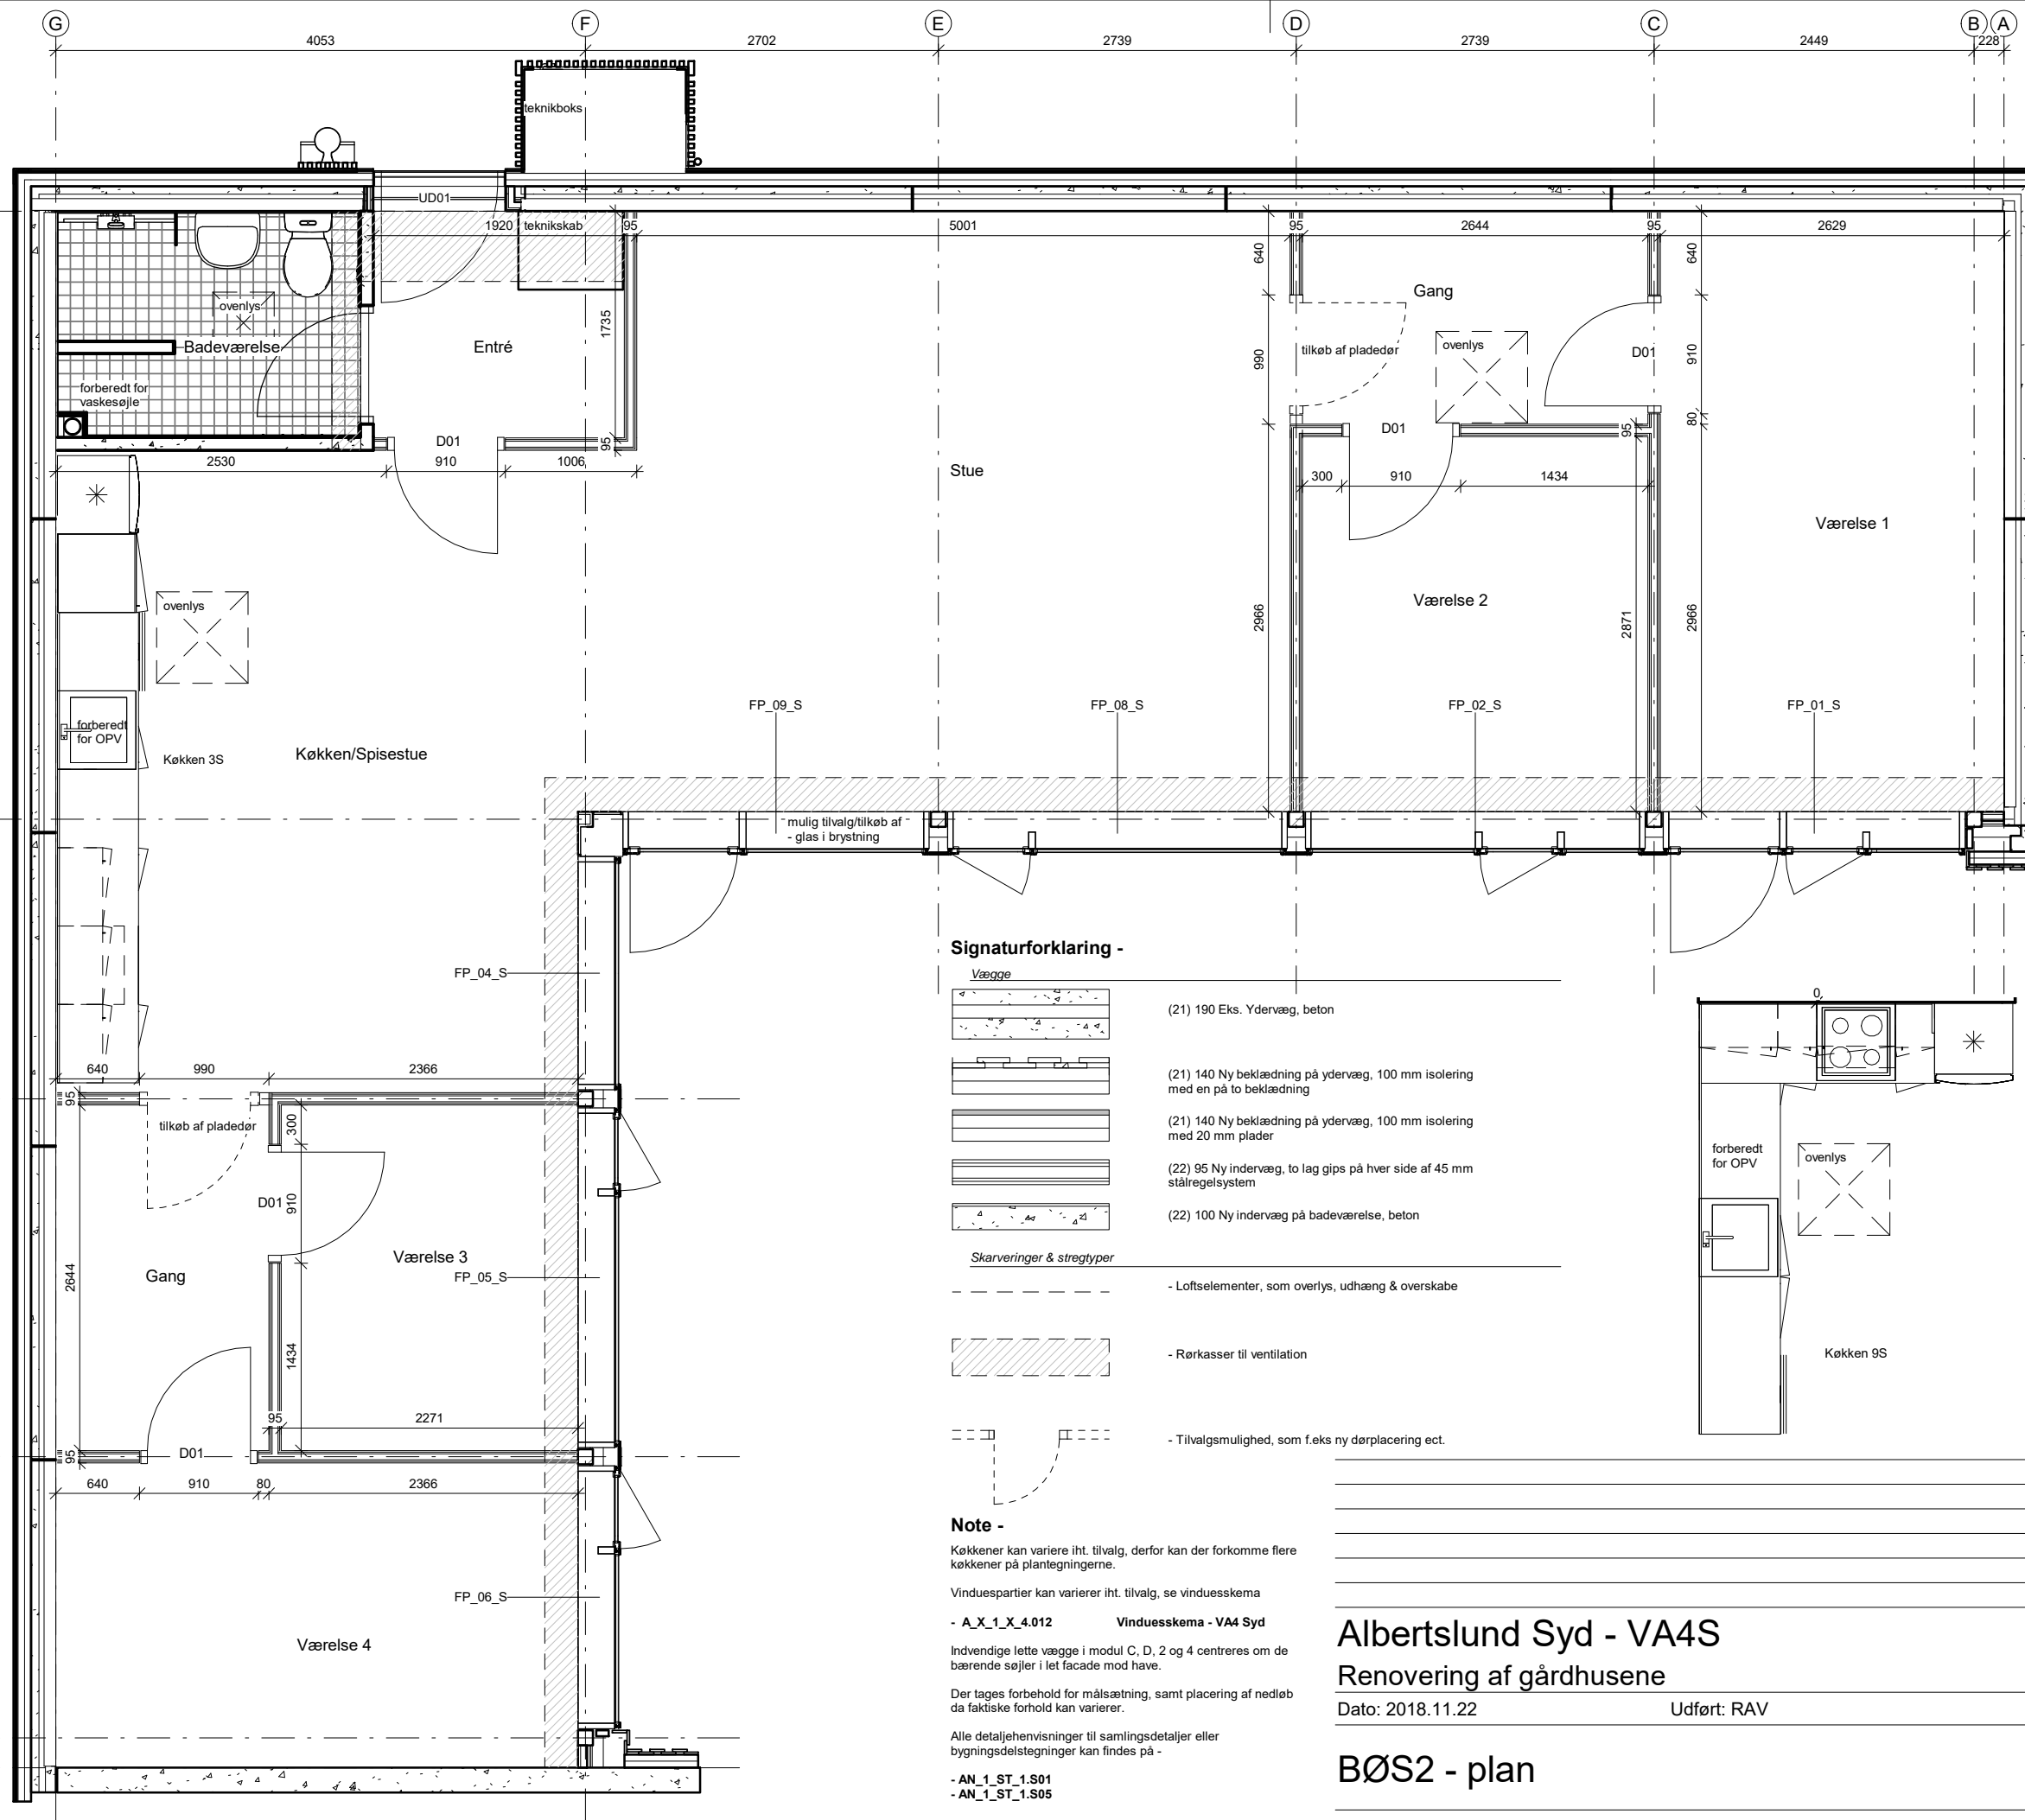 G F E D C B A
4053 2702 2739 2739 2449 228
teknikboks
UD01
1920 teknikskab 95 5001 95 2644 95 2629
640 640
Gang
ovenlys
1735
Badeværelse
Entré
990
tilkøb af pladedør
ovenlys
D01
910
forberedt for
vaskesøjle
80
D01
95
D01
95
2530 910 1006
Stue
300 910 1434
Værelse 1
ovenlys
Værelse 2
2966 2871 2966
FP_09_S FP_08_S FP_02_S FP_01_S
forberedt
for OPV
Køkken 3S
Køkken/Spisestue
mulig tilvalg/tilkøb af
- glas i brystning
FP_04_S
640 990 2366
95
tilkøb af pladedør
300
D01
910
Værelse 3
FP_05_S
Gang
2644
1434
95 2271
95
D01
640 910 80 2366
FP_06_S
Værelse 4
Signaturforklaring -
Vægge
(21) 190 Eks. Ydervæg, beton
(21) 140 Ny beklædning på ydervæg, 100 mm isolering
med en på to beklædning
(21) 140 Ny beklædning på ydervæg, 100 mm isolering
med 20 mm plader
(22) 95 Ny indervæg, to lag gips på hver side af 45 mm
stålregelsystem
(22) 100 Ny indervæg på badeværelse, beton
Skarveringer & stregtyper
- Loftselementer, som overlys, udhæng & overskabe
- Rørkasser til ventilation
- Tilvalgsmulighed, som f.eks ny dørplacering ect.
0
forberedt
for OPV
ovenlys
Køkken 9S
Note -
Køkkener kan variere iht. tilvalg, derfor kan der forkomme flere
køkkener på plantegningerne.
Vinduespartier kan varierer iht. tilvalg, se vinduesskema
- A_X_1_X_4.012 Vinduesskema - VA4 Syd
Indvendige lette vægge i modul C, D, 2 og 4 centreres om de
bærende søjler i let facade mod have.
Der tages forbehold for målsætning, samt placering af nedløb
da faktiske forhold kan varierer.
Alle detaljehenvisninger til samlingsdetaljer eller
bygningsdelstegninger kan findes på -
- AN_1_ST_1.S01
- AN_1_ST_1.S05
Albertslund Syd - VA4S
Renovering af gårdhusene
Dato: 2018.11.22 Udført: RAV
BØS2 - plan